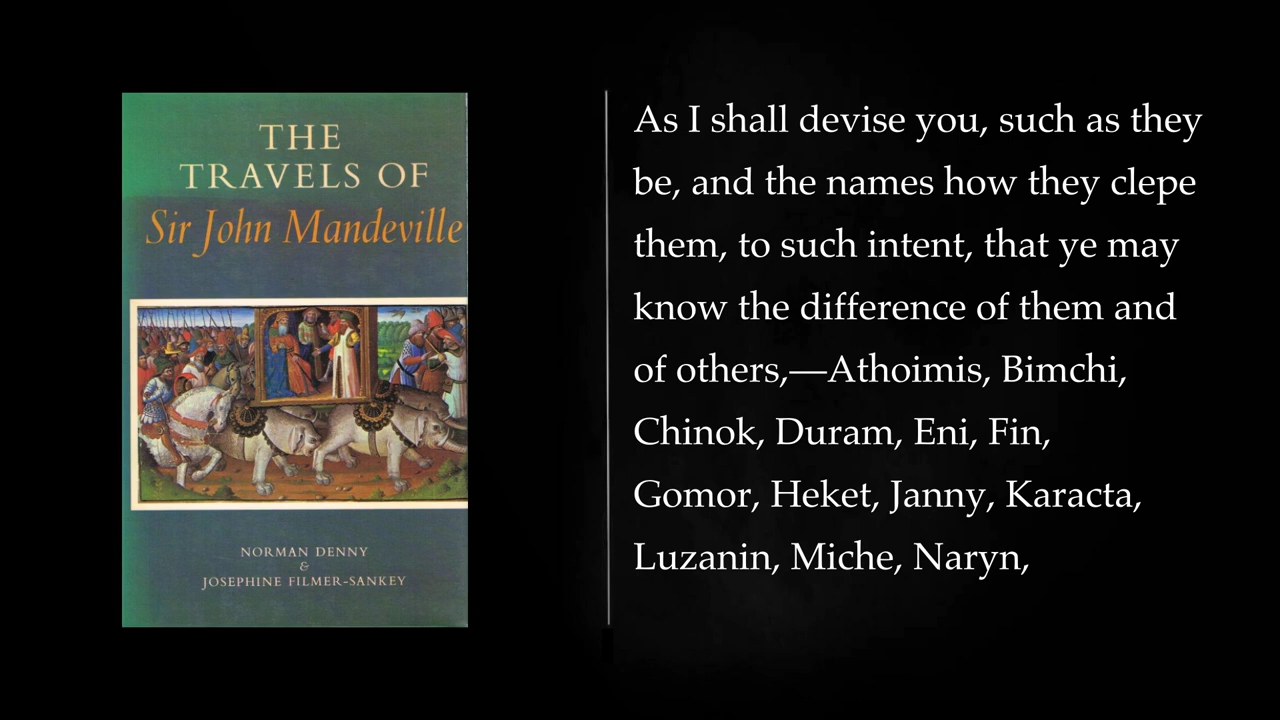 THE
TRAVELS OF
Sir John Mandeville
NORMAN DENNY
&
JOSEPHINE FILMER-SANKEY
As I shall devise you, such as they
be, and the names how they clepe
them, to such intent, that ye may
know the difference of them and
of others,—Athoimis, Bimchi,
Chinok, Duram, Eni, Fin,
Gomor, Heket, Janny, Karacta,
Luzanin, Miche, Naryn,